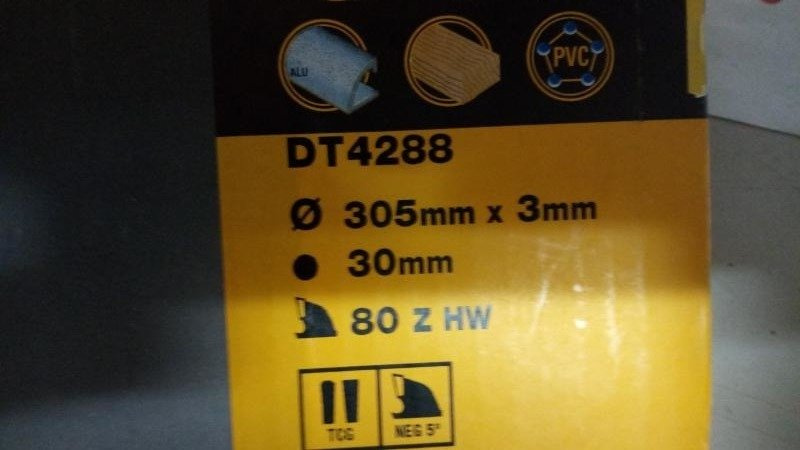 ALU
PVC
DT4288
Ø 305mm x 3mm
30mm
80 Z HW
TCG
NEG 5°